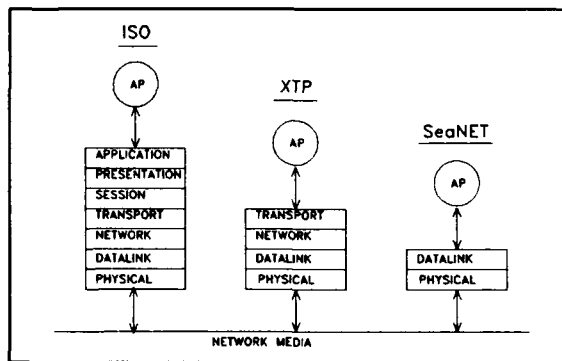 ISO
AP
APPLICATION
PRESENTATION
SESSION
TRANSPORT
NETWORK
DATALINK
PHYSICAL
XTP
AP
TRANSPORT
NETWORK
DATALINK
PHYSICAL
SeaNET
AP
DATALINK
PHYSICAL
NETWORK MEDIA